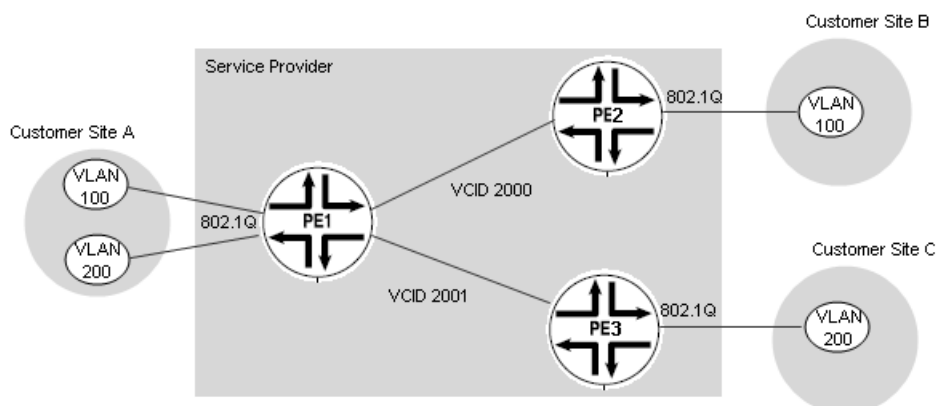 Customer Site B
Service Provider
802.1Q
VLAN
100
PE2
Customer Site A
VLAN
100
VCID 2000
802.1Q
PE1
VLAN
200
Customer Site C
VCID 2001
802.1Q
VLAN
200
PE3